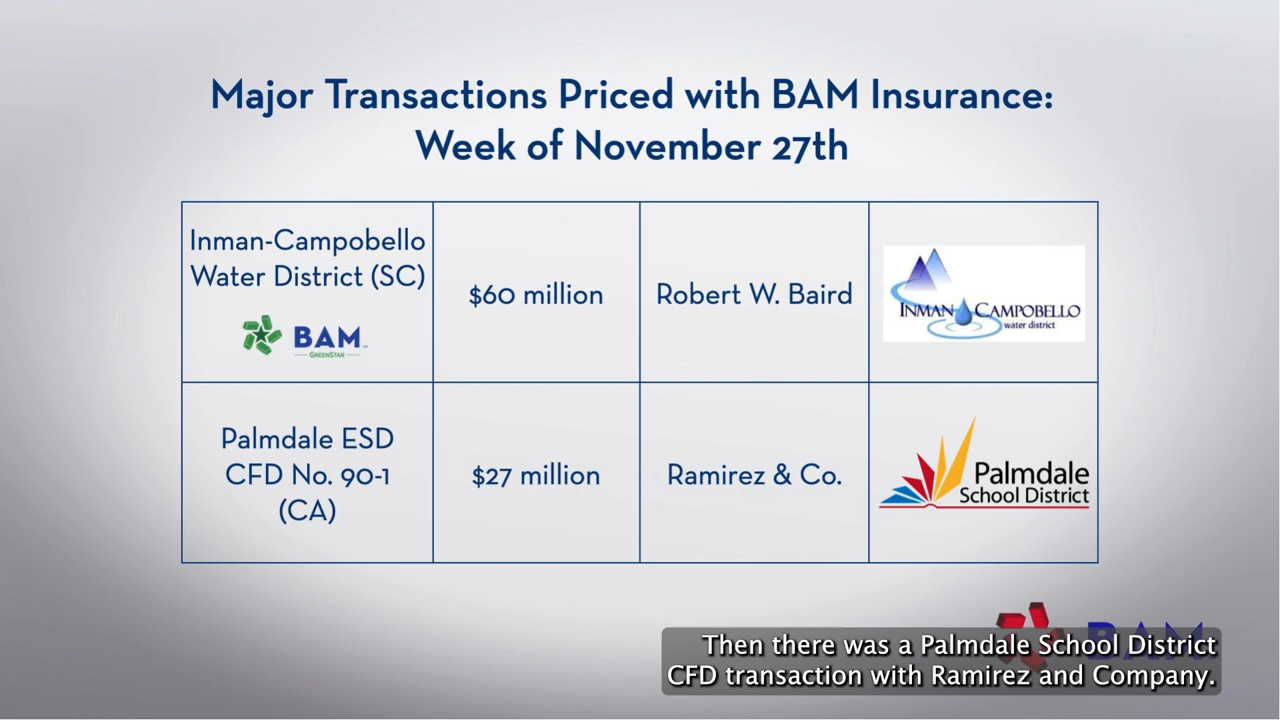 Major Transactions Priced with BAM Insurance:
Week of November 27th
Inman-Campobello
Water District (SC)
BAM
GREENSTAR
$60 million
Robert W. Baird
INMAN CAMPOBELLO
water district
Palmdale ESD
CFD No. 90-1
(CA)
$27 million
Ramirez & Co.
Palmdale
School District
BAM
Then there was a Palmdale School District
CFD transaction with Ramirez and Company.